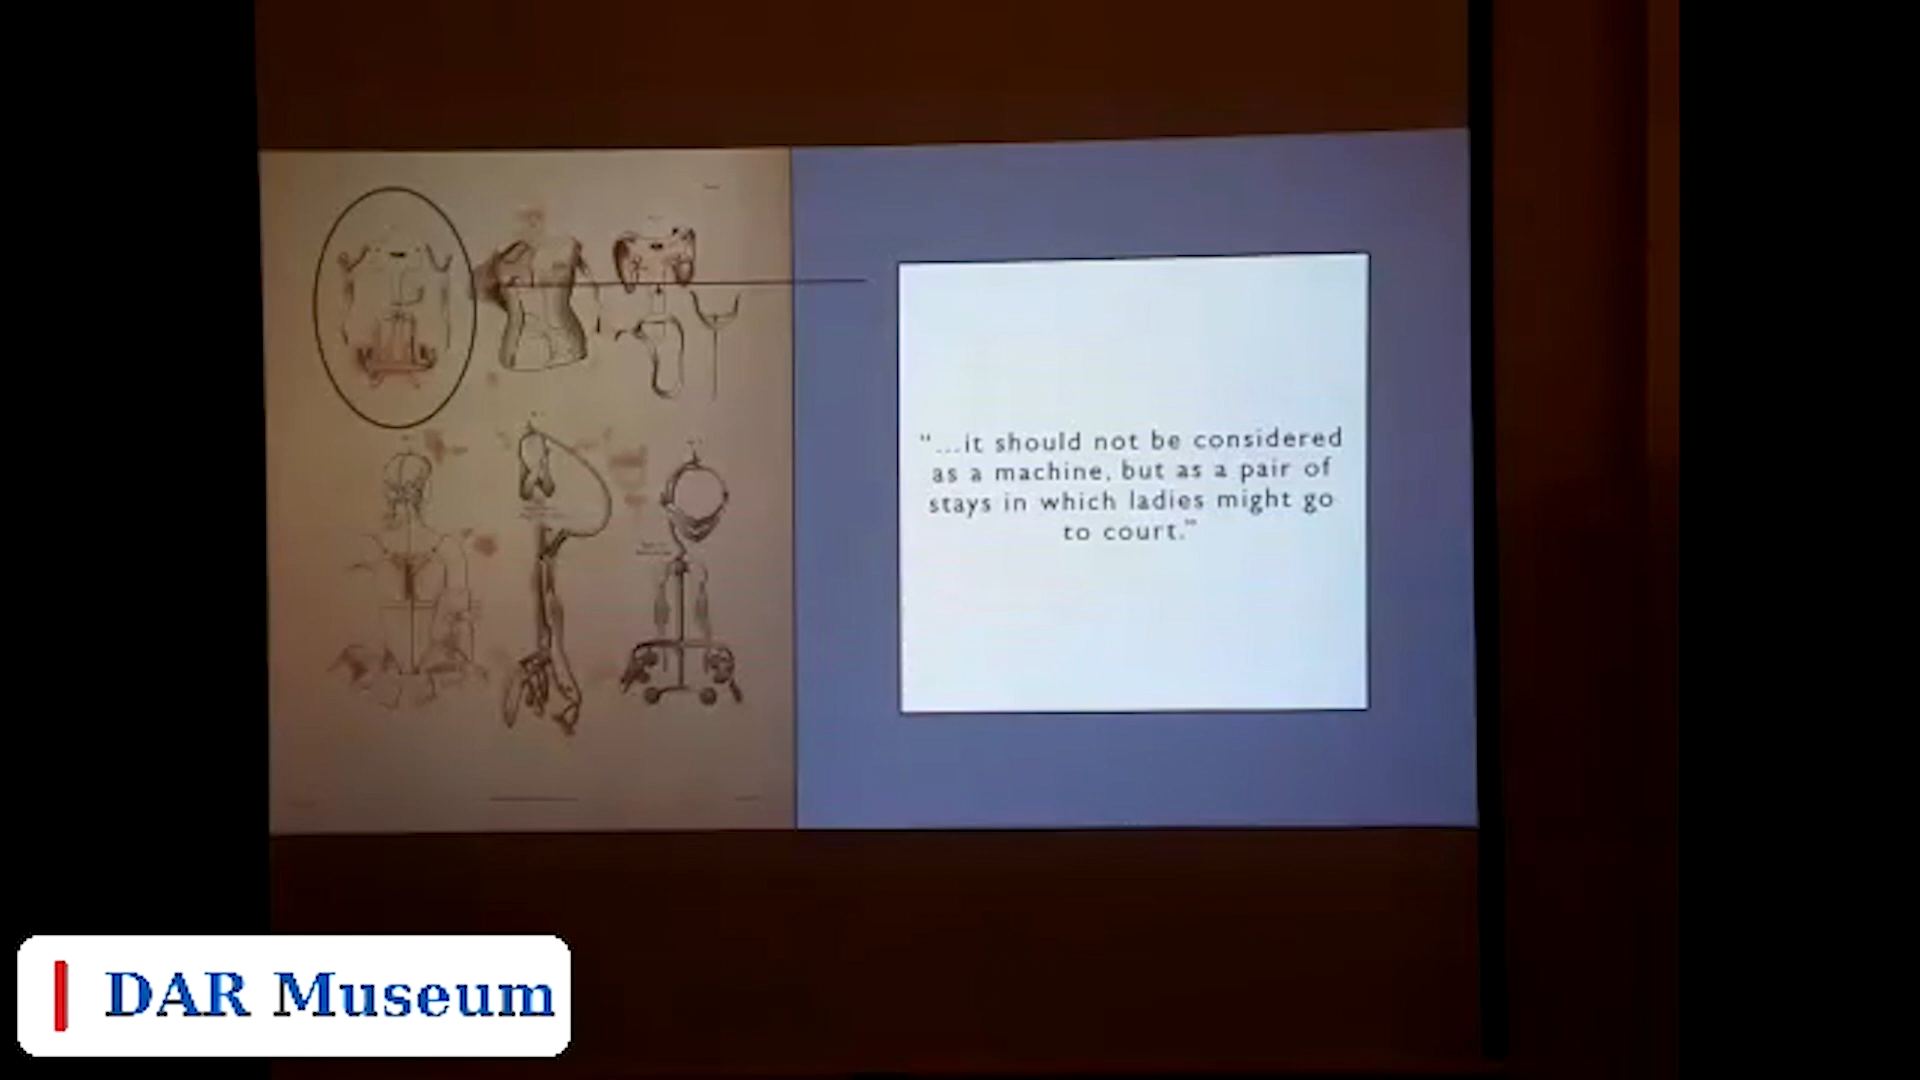 “...it should not be considered
as a machine, but as a pair of
stays in which ladies might go
to court.”
DAR Museum